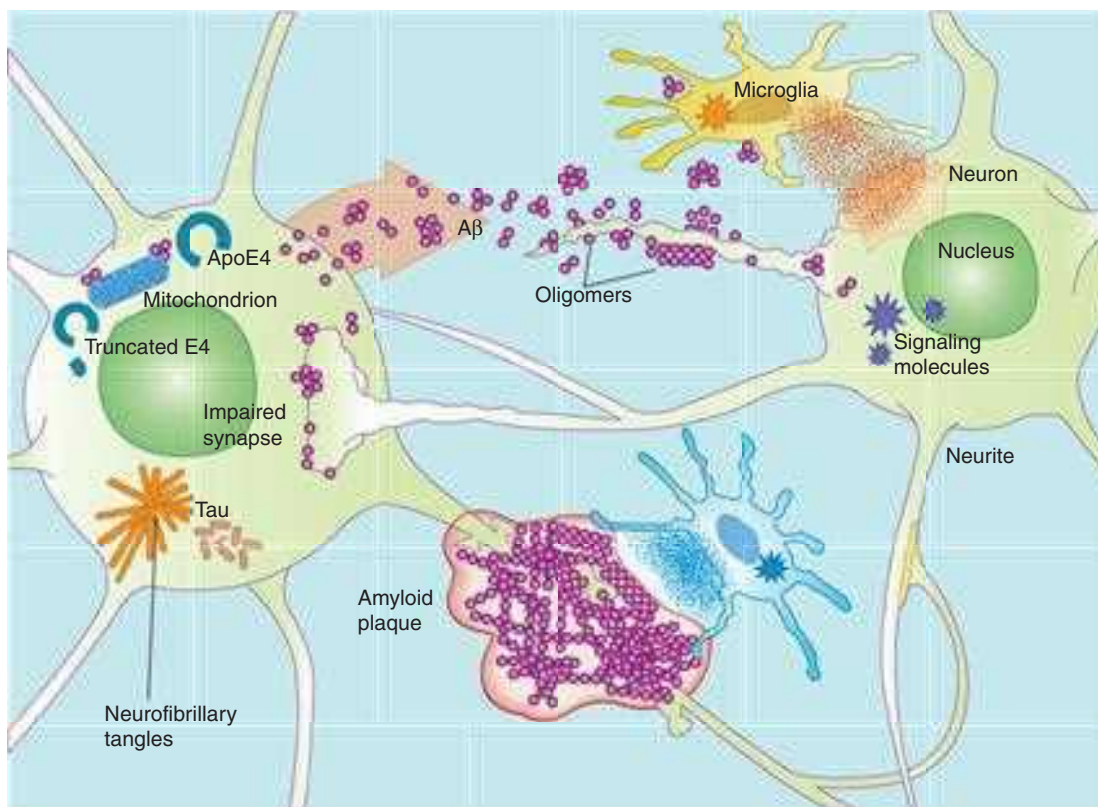 Microglia
Neuron
Aβ
ApoE4
Nucleus
Mitochondrion
Oligomers
Truncated E4
Signaling
molecules
Impaired
synapse
Neurite
Tau
Amyloid
plaque
Neurofibrillary
tangles